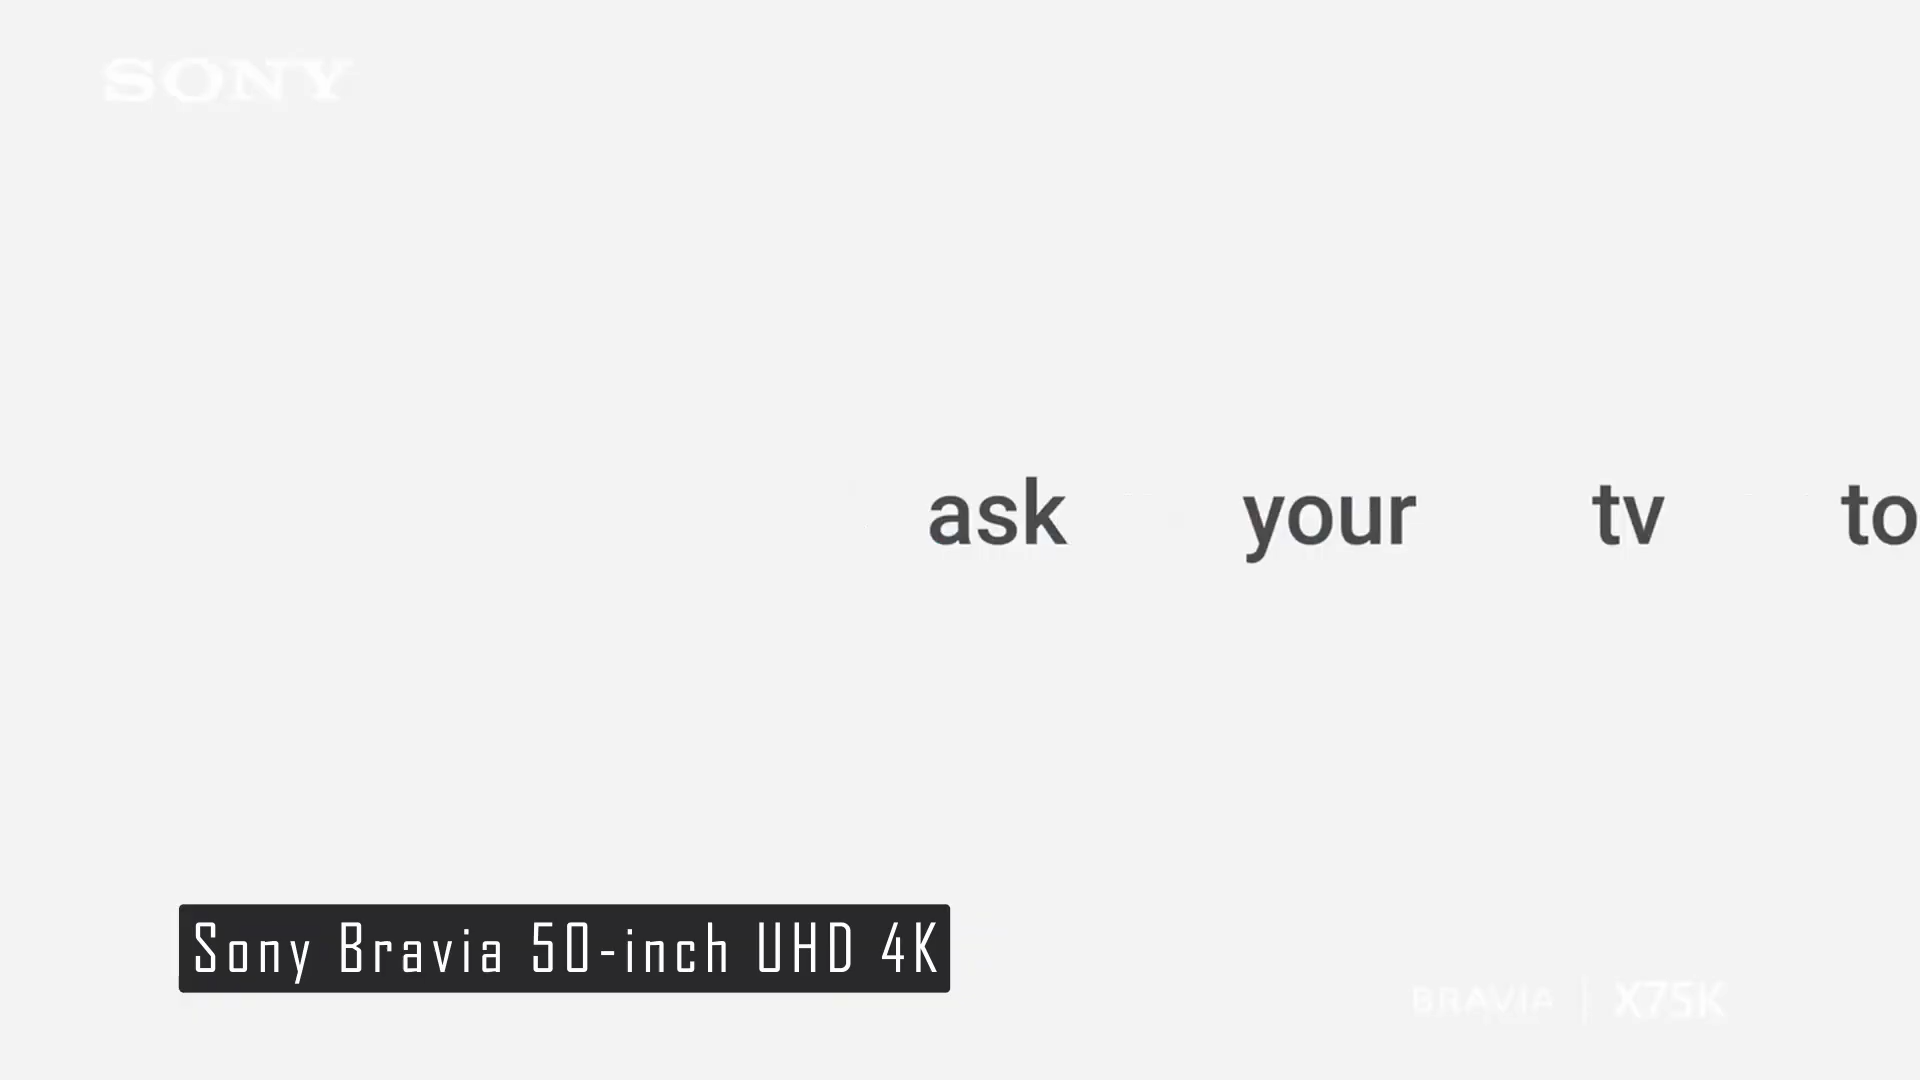 SONY
ask your tv to
Sony Bravia 50-inch UHD 4K
BRAVIA | X75K